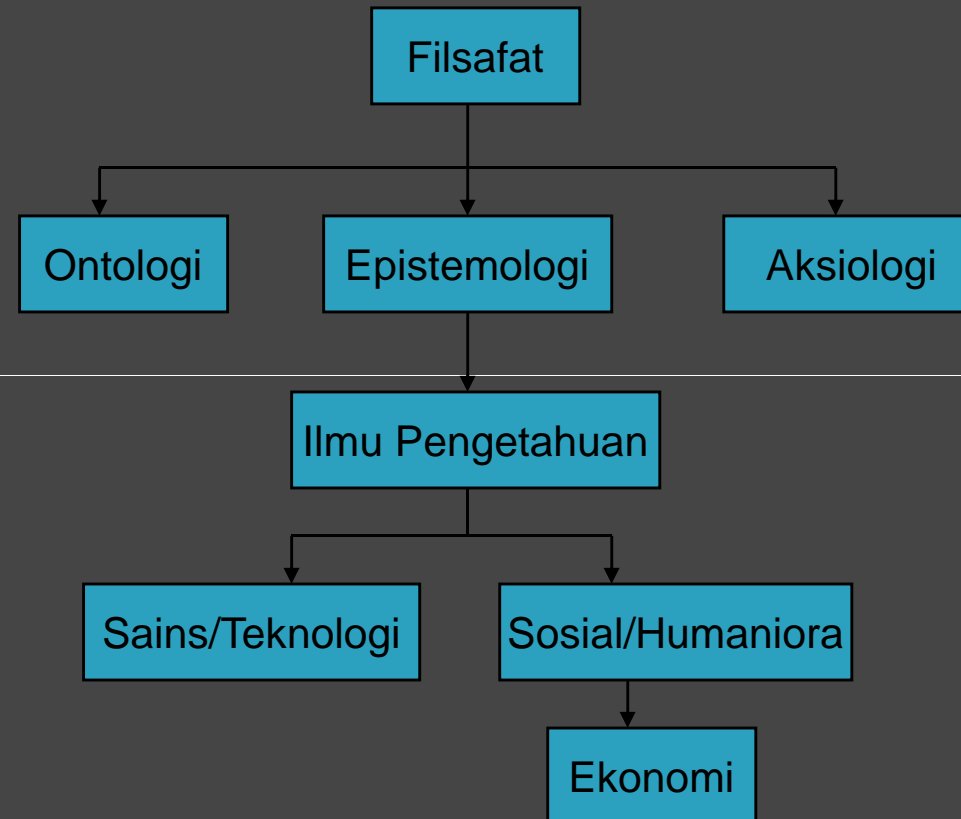 Filsafat
Ontologi
Epistemologi
Aksiologi
Ilmu Pengetahuan
Sains/Teknologi
Sosial/Humaniora
Ekonomi